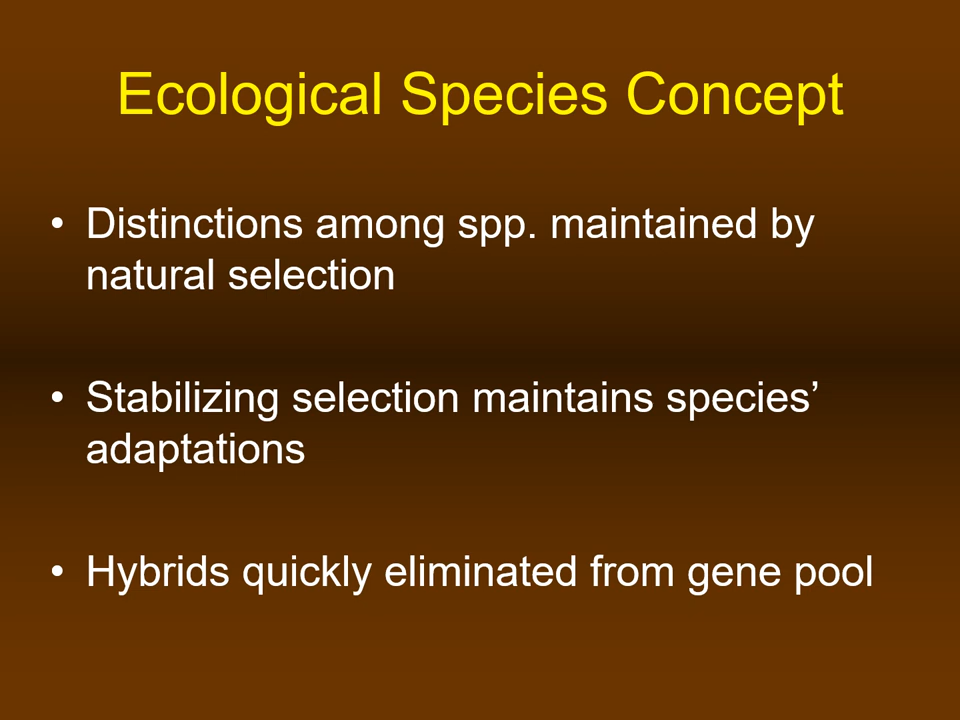 Ecological Species Concept
• Distinctions among spp. maintained by
natural selection
• Stabilizing selection maintains species’
adaptations
• Hybrids quickly eliminated from gene pool